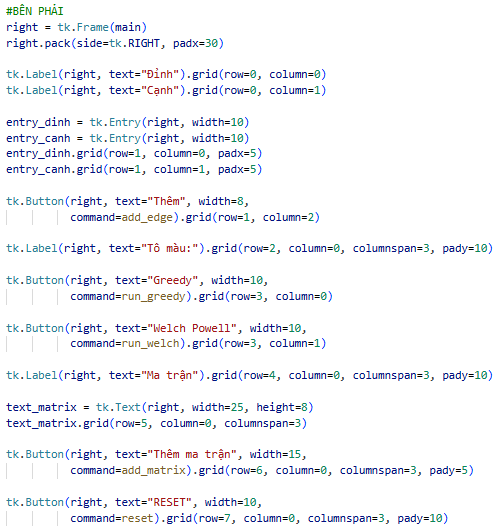 #BÊN PHẢI
right = tk.Frame(main)
right.pack(side=tk.RIGHT, padx=30)
tk.Label(right, text="Đỉnh").grid(row=0, column=0)
tk.Label(right, text="Cạnh").grid(row=0, column=1)
entry_dinh = tk.Entry(right, width=10)
entry_canh = tk.Entry(right, width=10)
entry_dinh.grid(row=1, column=0, padx=5)
entry_canh.grid(row=1, column=1, padx=5)
tk.Button(right, text="Thêm", width=8,
command=add_edge).grid(row=1, column=2)
tk.Label(right, text="Tô màu:").grid(row=2, column=0, columnspan=3, pady=10)
tk.Button(right, text="Greedy", width=10,
command=run_greedy).grid(row=3, column=0)
tk.Button(right, text="Welch Powell", width=10,
command=run_welch).grid(row=3, column=1)
tk.Label(right, text="Ma trận").grid(row=4, column=0, columnspan=3, pady=10)
text_matrix = tk.Text(right, width=25, height=8)
text_matrix.grid(row=5, column=0, columnspan=3)
tk.Button(right, text="Thêm ma trận", width=15,
command=add_matrix).grid(row=6, column=0, columnspan=3, pady=5)
tk.Button(right, text="RESET", width=10,
command=reset).grid(row=7, column=0, columnspan=3, pady=10)